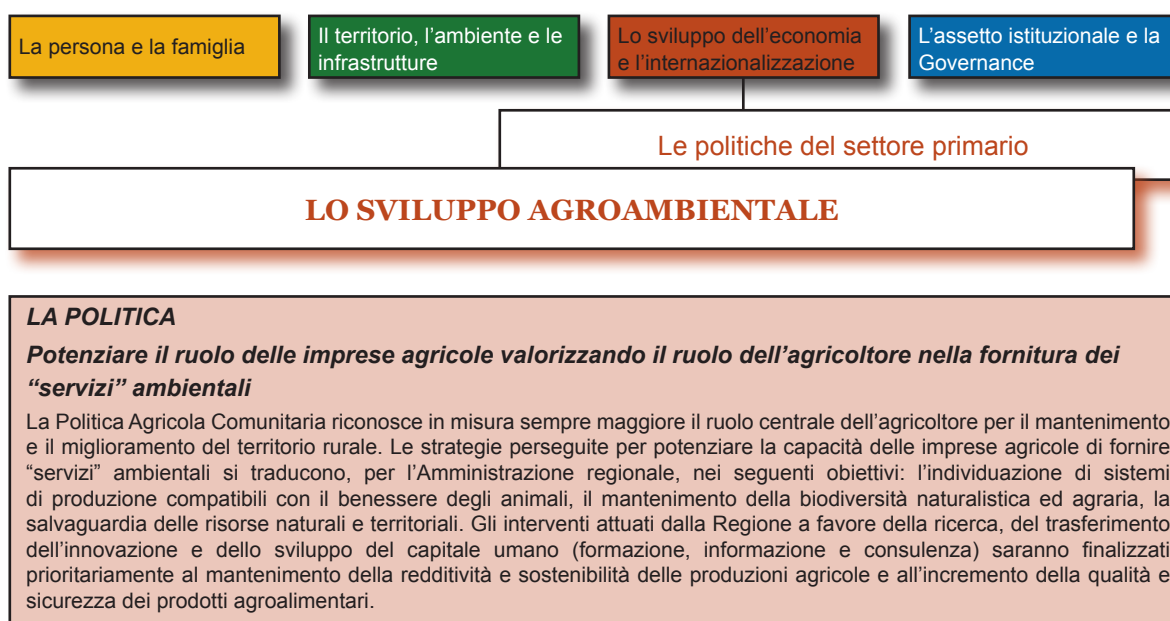 La persona e la famiglia
Il territorio, l’ambiente e le
infrastrutture
Lo sviluppo dell’economia
e l’internazionalizzazione
L’assetto istituzionale e la
Governance
Le politiche del settore primario
LO SVILUPPO AGROAMBIENTALE
LA POLITICA
Potenziare il ruolo delle imprese agricole valorizzando il ruolo dell’agricoltore nella fornitura dei
“servizi” ambientali
La Politica Agricola Comunitaria riconosce in misura sempre maggiore il ruolo centrale dell’agricoltore per il mantenimento
e il miglioramento del territorio rurale. Le strategie perseguite per potenziare la capacità delle imprese agricole di fornire
“servizi” ambientali si traducono, per l’Amministrazione regionale, nei seguenti obiettivi: l’individuazione di sistemi
di produzione compatibili con il benessere degli animali, il mantenimento della biodiversità naturalistica ed agraria, la
salvaguardia delle risorse naturali e territoriali. Gli interventi attuati dalla Regione a favore della ricerca, del trasferimento
dell’innovazione e dello sviluppo del capitale umano (formazione, informazione e consulenza) saranno finalizzati
prioritariamente al mantenimento della redditività e sostenibilità delle produzioni agricole e all’incremento della qualità e
sicurezza dei prodotti agroalimentari.